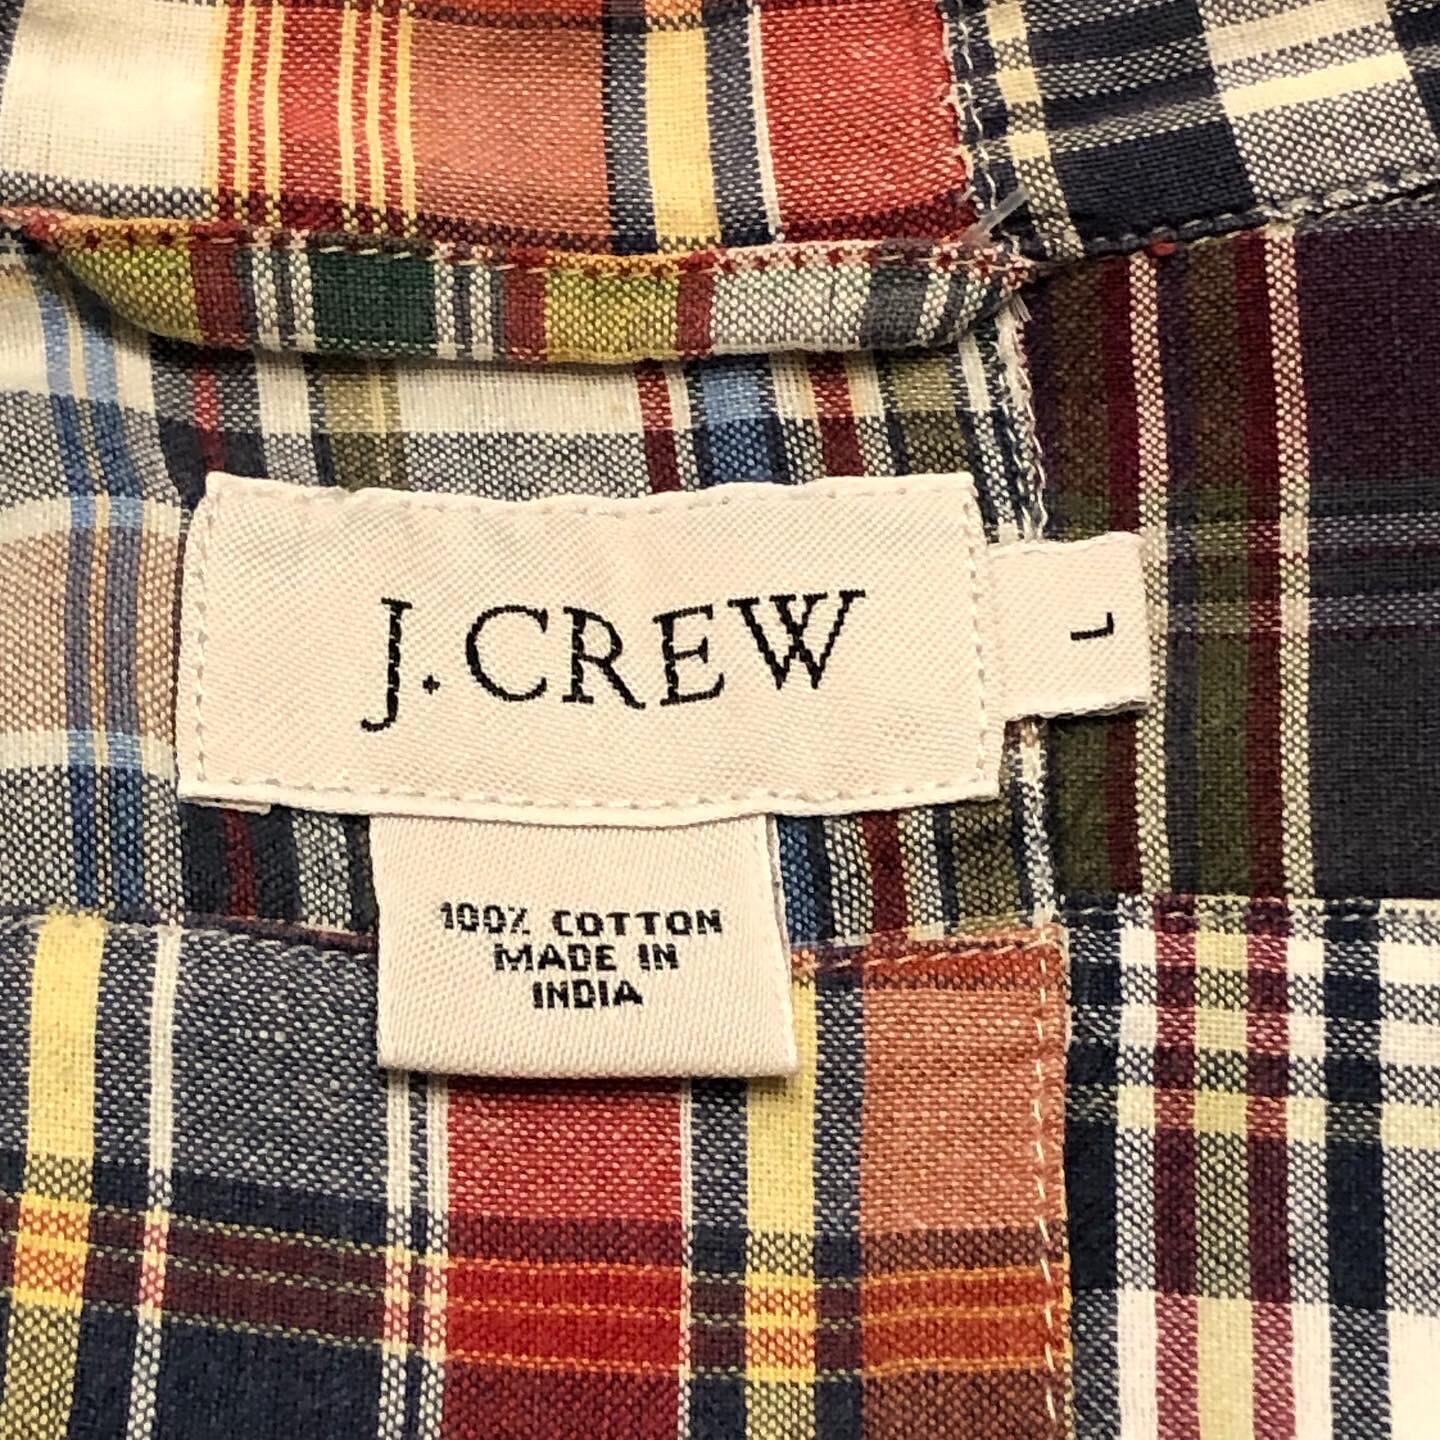 J.CREW
L
100% COTTON
MADE IN
INDIA